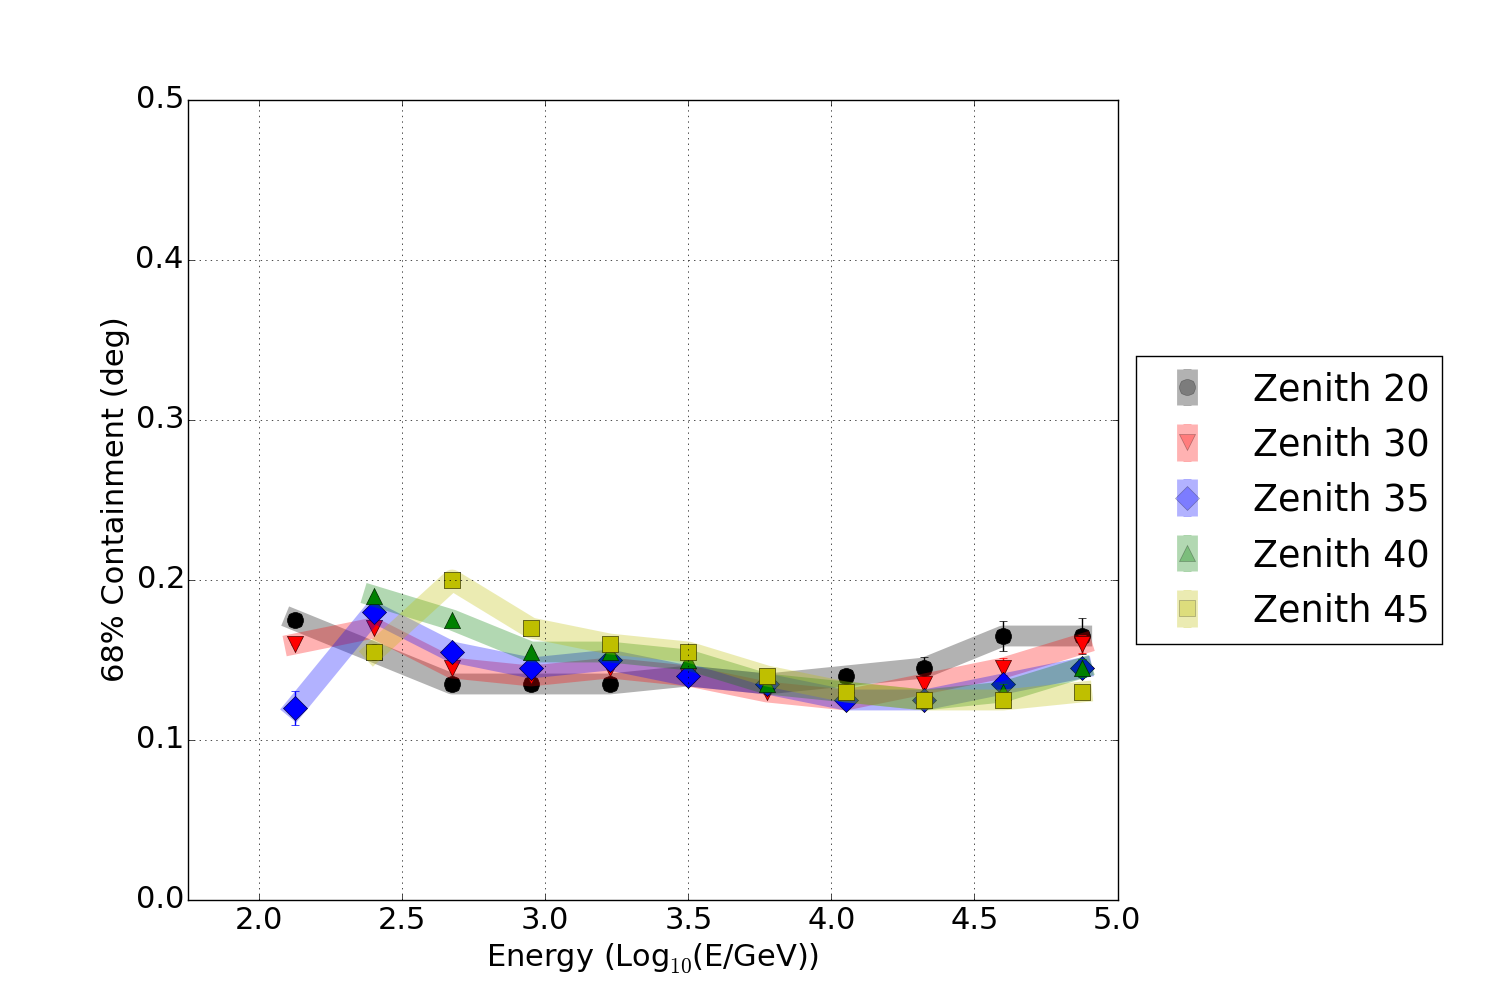 0.5
0.4
0.3
0.2
0.1
0.0
68% Containment (deg)
2.0 2.5 3.0 3.5 4.0 4.5 5.0
Energy (Log₁₀(E/GeV))
Zenith 20
Zenith 30
Zenith 35
Zenith 40
Zenith 45